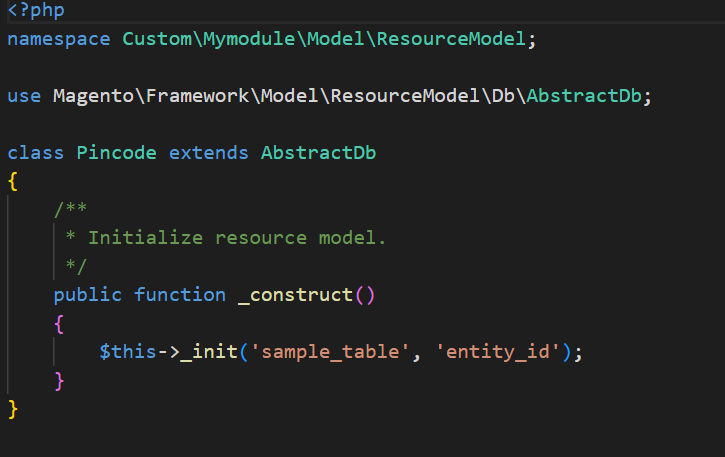 <?php
namespace Custom\Mymodule\Model\ResourceModel;
use Magento\Framework\Model\ResourceModel\Db\AbstractDb;
class Pincode extends AbstractDb
{
/**
* Initialize resource model.
*/
public function _construct()
{
$this->_init('sample_table', 'entity_id');
}
}